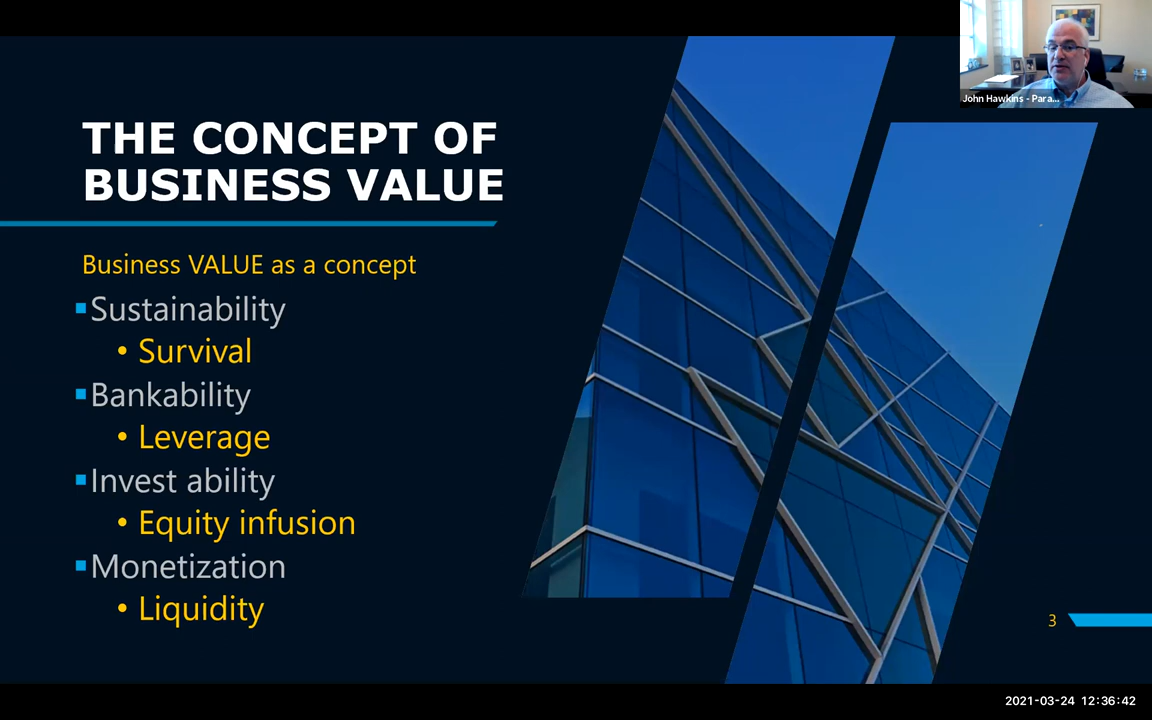 John Hawkins - Para...
THE CONCEPT OF
BUSINESS VALUE
Business VALUE as a concept
Sustainability
• Survival
Bankability
• Leverage
Invest ability
• Equity infusion
Monetization
• Liquidity
3
2021-03-24 12:36:42